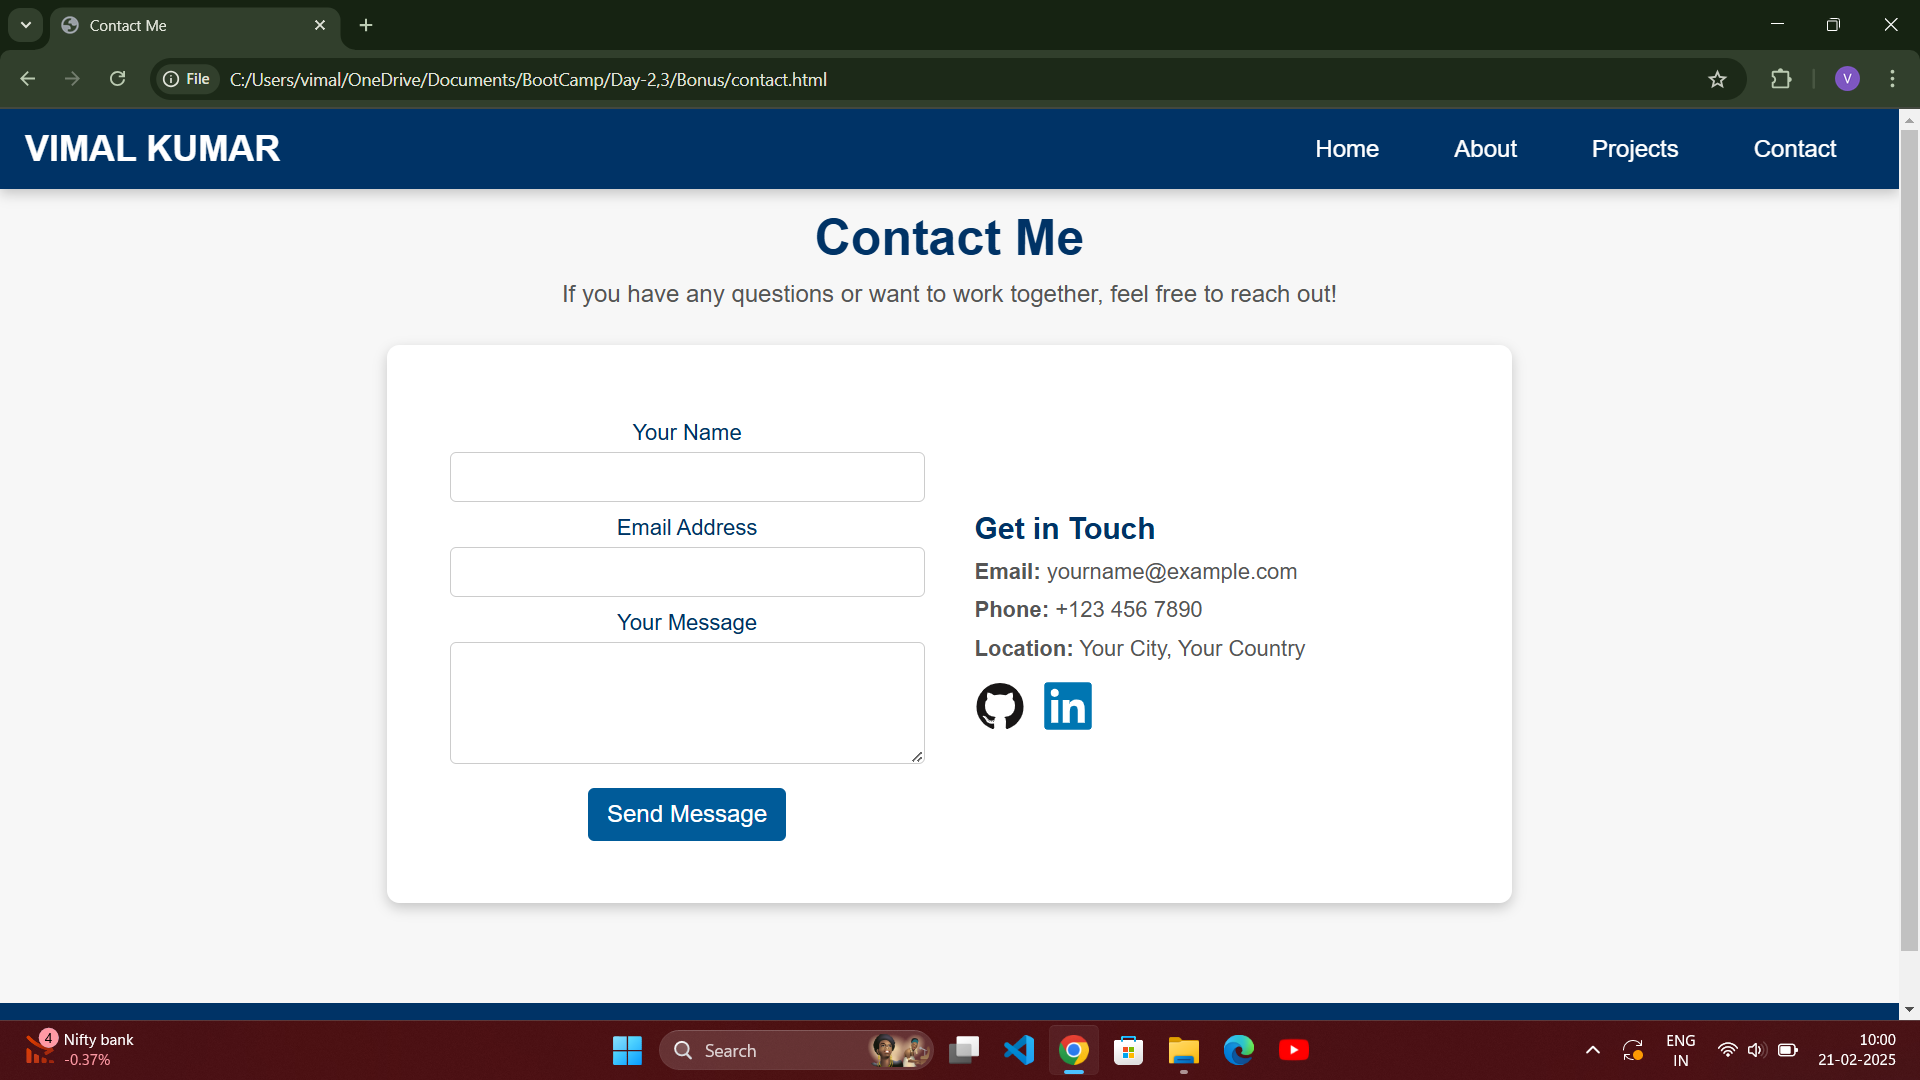 Contact Me
File
C:/Users/vimal/OneDrive/Documents/BootCamp/Day-2,3/Bonus/contact.html
V
VIMAL KUMAR
Home
About
Projects
Contact
Contact Me
If you have any questions or want to work together, feel free to reach out!
Your Name
Email Address
Your Message
Send Message
Get in Touch
Email: yourname@example.com
Phone: +123 456 7890
Location: Your City, Your Country
in
4
Nifty bank
-0.37%
Search
ENG
IN
10:00
21-02-2025